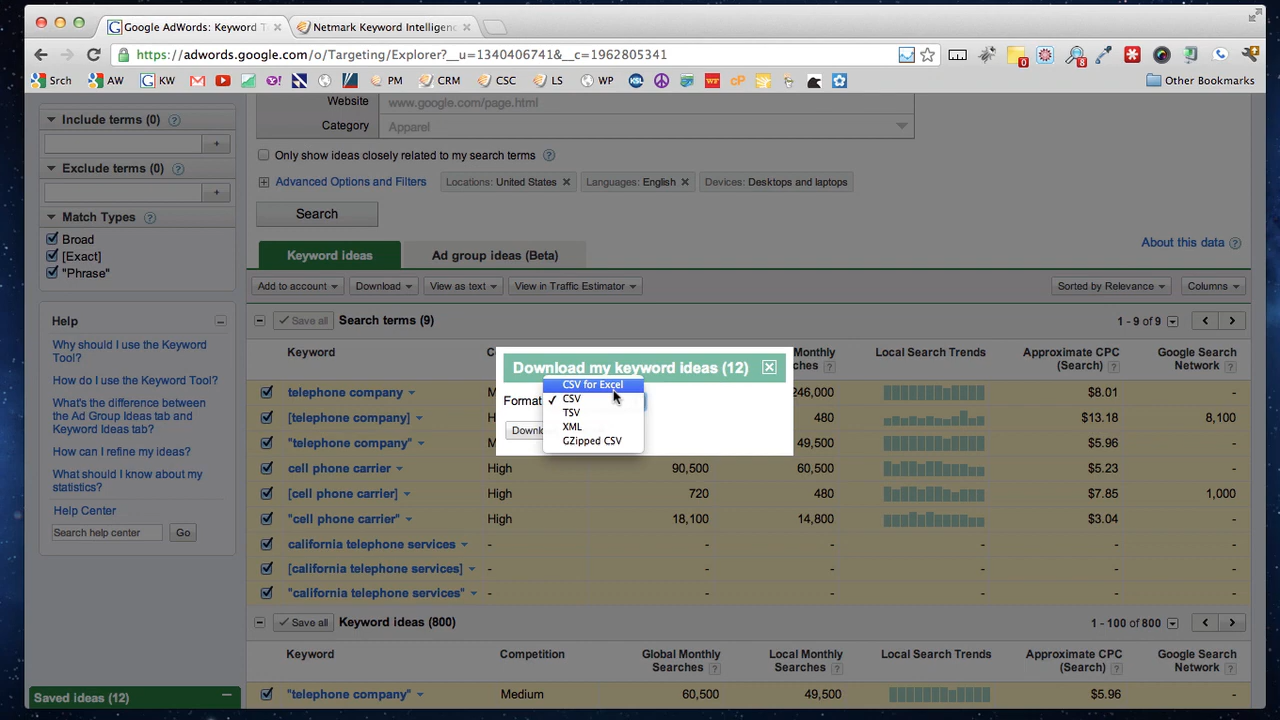 Google AdWords: Keyword T
Netmark Keyword Intelligenc
https://adwords.google.com/o/Targeting/Explorer?__u=1340406741&__c=1962805341
0
8
Srch
AW
KW
PM
CRM
CSC
LS
WP
KSL
cP
WF
Other Bookmarks
Include terms (0) ?
+
Exclude terms (0) ?
+
Match Types ?
Broad
[Exact]
"Phrase"
Help
Why should I use the Keyword
Tool?
How do I use the Keyword Tool?
What's the difference between
the Ad Group Ideas tab and
Keyword Ideas tab?
How can I refine my ideas?
What should I know about my
statistics?
Help Center
Search help center
Go
Saved ideas (12)
Website www.google.com/page.html
Category Apparel
Only show ideas closely related to my search terms ?
Advanced Options and Filters Locations: United States Languages: English Devices: Desktops and laptops
Search
About this data ?
Keyword ideas Ad group ideas (Beta)
Add to account Download View as text View in Traffic Estimator Sorted by Relevance Columns
Save all Search terms (9) 1 - 9 of 9
Keyword Monthly Local Search Trends Approximate CPC Google Search
(Search) ? Network ?
telephone company 246,000 $8.01 -
[telephone company] 480 $13.18 8,100
"telephone company" 49,500 $5.96 -
cell phone carrier High 90,500 60,500 $5.23 -
[cell phone carrier] High 720 480 $7.85 1,000
"cell phone carrier" High 18,100 14,800 $3.04 -
california telephone services - - - - - -
[california telephone services] - - - - - -
"california telephone services" - - - - - -
Save all Keyword ideas (800) 1 - 100 of 800
Keyword Competition Global Monthly Local Monthly Local Search Trends Approximate CPC Google Search
Searches ? Searches ? (Search) ? Network ?
"telephone company" Medium 60,500 49,500 $5.96 -
Download my keyword ideas (12)
Format
CSV for Excel
CSV
TSV
XML
GZipped CSV